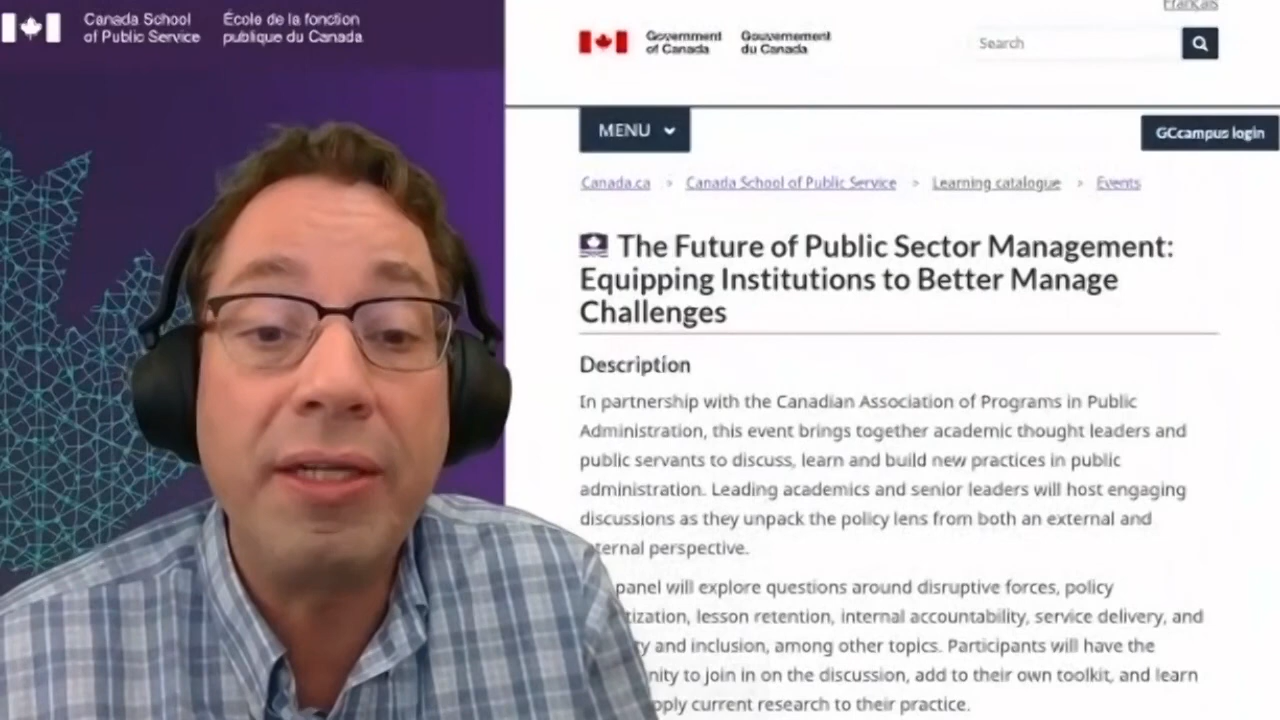 Canada School
of Public Service
École de la fonction
publique du Canada
Français
Government
of Canada
Gouvernement
du Canada
Search
MENU
GCcampus login
Canada.ca > Canada School of Public Service > Learning catalogue > Events
The Future of Public Sector Management:
Equipping Institutions to Better Manage
Challenges
Description
In partnership with the Canadian Association of Programs in Public
Administration, this event brings together academic thought leaders and
public servants to discuss, learn and build new practices in public
administration. Leading academics and senior leaders will host engaging
discussions as they unpack the policy lens from both an external and
perspective.
panel will explore questions around disruptive forces, policy
lesson retention, internal accountability, service delivery, and
and inclusion, among other topics. Participants will have the
to join in on the discussion, add to their own toolkit, and learn
current research to their practice.